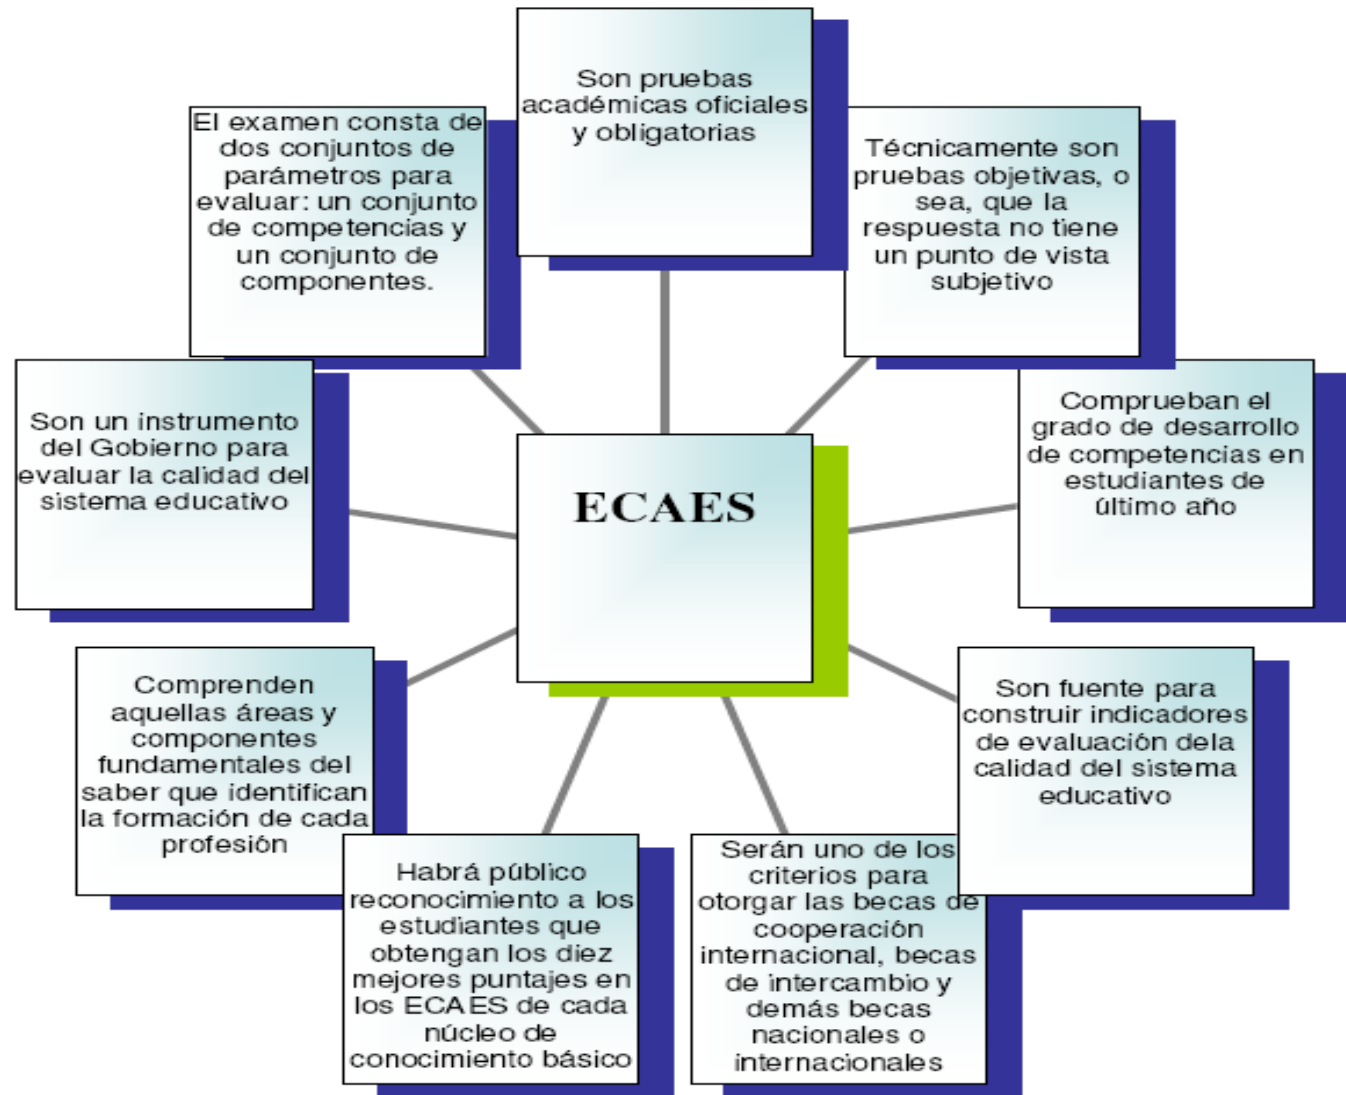 Son pruebas
académicas oficiales
y obligatorias
El examen consta de
dos conjuntos de
parámetros para
evaluar: un conjunto
de competencias y
un conjunto de
componentes.
Técnicamente son
pruebas objetivas, o
sea, que la
respuesta no tiene
un punto de vista
subjetivo
Son un instrumento
del Gobierno para
evaluar la calidad del
sistema educativo
Comprueban el
grado de desarrollo
de competencias en
estudiantes de
último año
ECAES
Comprenden
aquellas áreas y
componentes
fundamentales del
saber que identifican
la formación de cada
profesión
Son fuente para
construir indicadores
de evaluación dela
calidad del sistema
educativo
Habrá público
reconocimiento a los
estudiantes que
obtengan los diez
mejores puntajes en
los ECAES de cada
núcleo de
conocimiento básico
Serán uno de los
criterios para
otorgar las becas de
cooperación
internacional, becas
de intercambio y
demás becas
nacionales o
internacionales